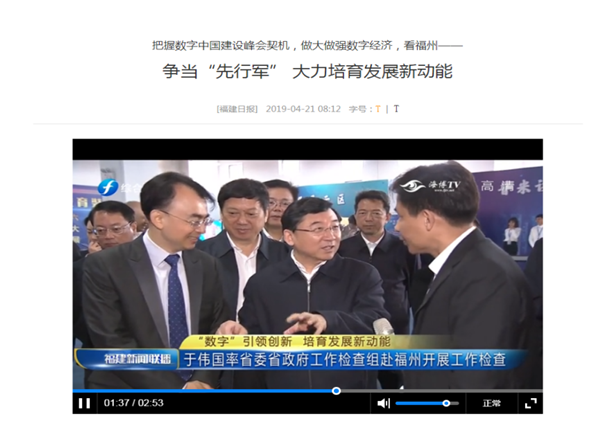 把握数字中国建设峰会契机，做大做强数字经济，看福州——
争当“先行军” 大力培育发展新动能
[福建日报] 2019-04-21 08:12 字号：T | T
综合
海博TV
高清
“数字”引领创新 培育发展新动能
福建新闻联播
于伟国率省委省政府工作检查组赴福州开展工作检查
01:37 / 02:53
正常